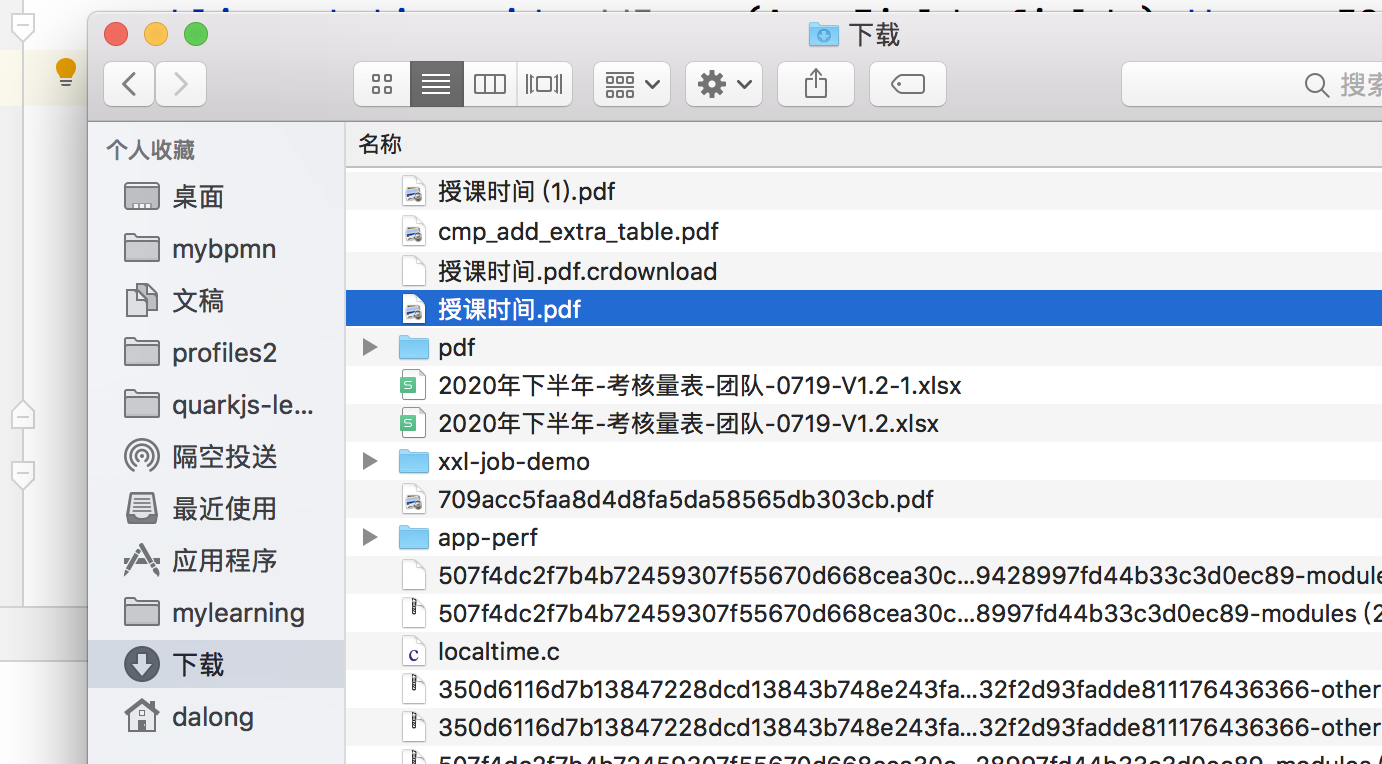 下载
搜索
个人收藏
桌面
mybpmn
文稿
profiles2
quarkjs-le...
隔空投送
最近使用
应用程序
mylearning
下载
dalong
名称
授课时间 (1).pdf
cmp_add_extra_table.pdf
授课时间.pdf.crdownload
授课时间.pdf
pdf
2020年下半年-考核量表-团队-0719-V1.2-1.xlsx
2020年下半年-考核量表-团队-0719-V1.2.xlsx
xxl-job-demo
709acc5faa8d4d8fa5da58565db303cb.pdf
app-perf
507f4dc2f7b4b72459307f55670d668cea30c...9428997fd44b33c3d0ec89-module
507f4dc2f7b4b72459307f55670d668cea30c...8997fd44b33c3d0ec89-modules (2
localtime.c
350d6116d7b13847228dcd13843b748e243fa...32f2d93fadde811176436366-other
350d6116d7b13847228dcd13843b748e243fa...32f2d93fadde811176436366-other